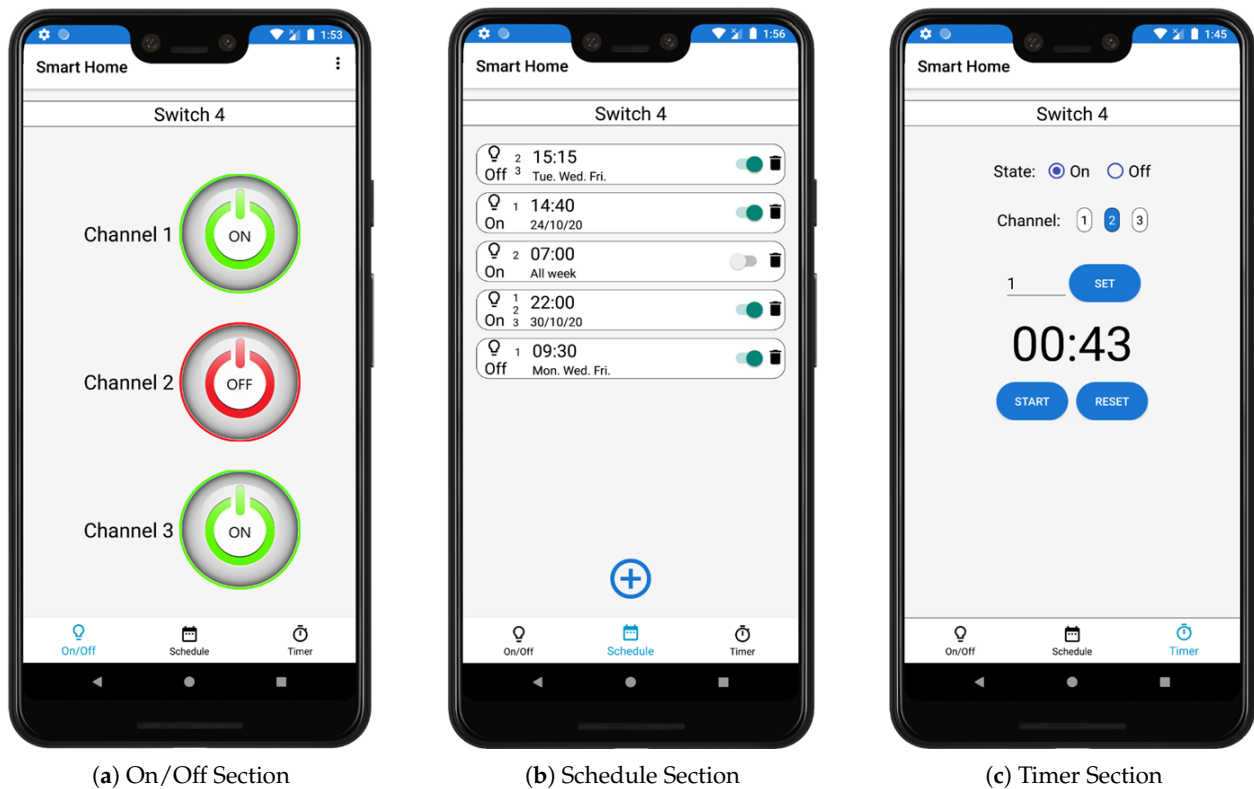 1:53
Smart Home
Switch 4
Channel 1 ON
Channel 2 OFF
Channel 3 ON
On/Off Schedule Timer
(a) On/Off Section
1:56
Smart Home
Switch 4
2 15:15
Off 3 Tue. Wed. Fri.
1 14:40
On 24/10/20
2 07:00
On All week
1
2 22:00
On 3 30/10/20
1 09:30
Off Mon. Wed. Fri.
On/Off Schedule Timer
(b) Schedule Section
1:45
Smart Home
Switch 4
State: On Off
Channel: 1 2 3
1 SET
00:43
START RESET
On/Off Schedule Timer
(c) Timer Section